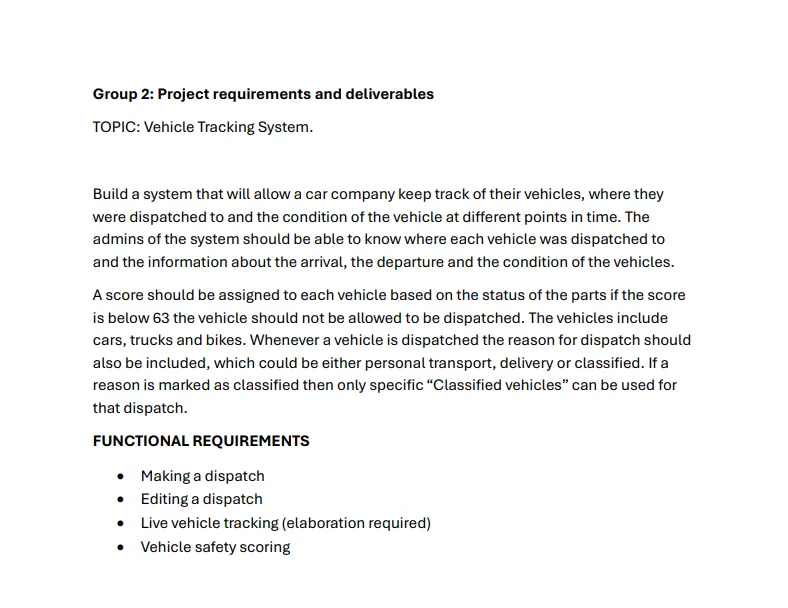 Group 2: Project requirements and deliverables
TOPIC: Vehicle Tracking System.
Build a system that will allow a car company keep track of their vehicles, where they
were dispatched to and the condition of the vehicle at different points in time. The
admins of the system should be able to know where each vehicle was dispatched to
and the information about the arrival, the departure and the condition of the vehicles.
A score should be assigned to each vehicle based on the status of the parts if the score
is below 63 the vehicle should not be allowed to be dispatched. The vehicles include
cars, trucks and bikes. Whenever a vehicle is dispatched the reason for dispatch should
also be included, which could be either personal transport, delivery or classified. If a
reason is marked as classified then only specific “Classified vehicles” can be used for
that dispatch.
FUNCTIONAL REQUIREMENTS
• Making a dispatch
• Editing a dispatch
• Live vehicle tracking (elaboration required)
• Vehicle safety scoring